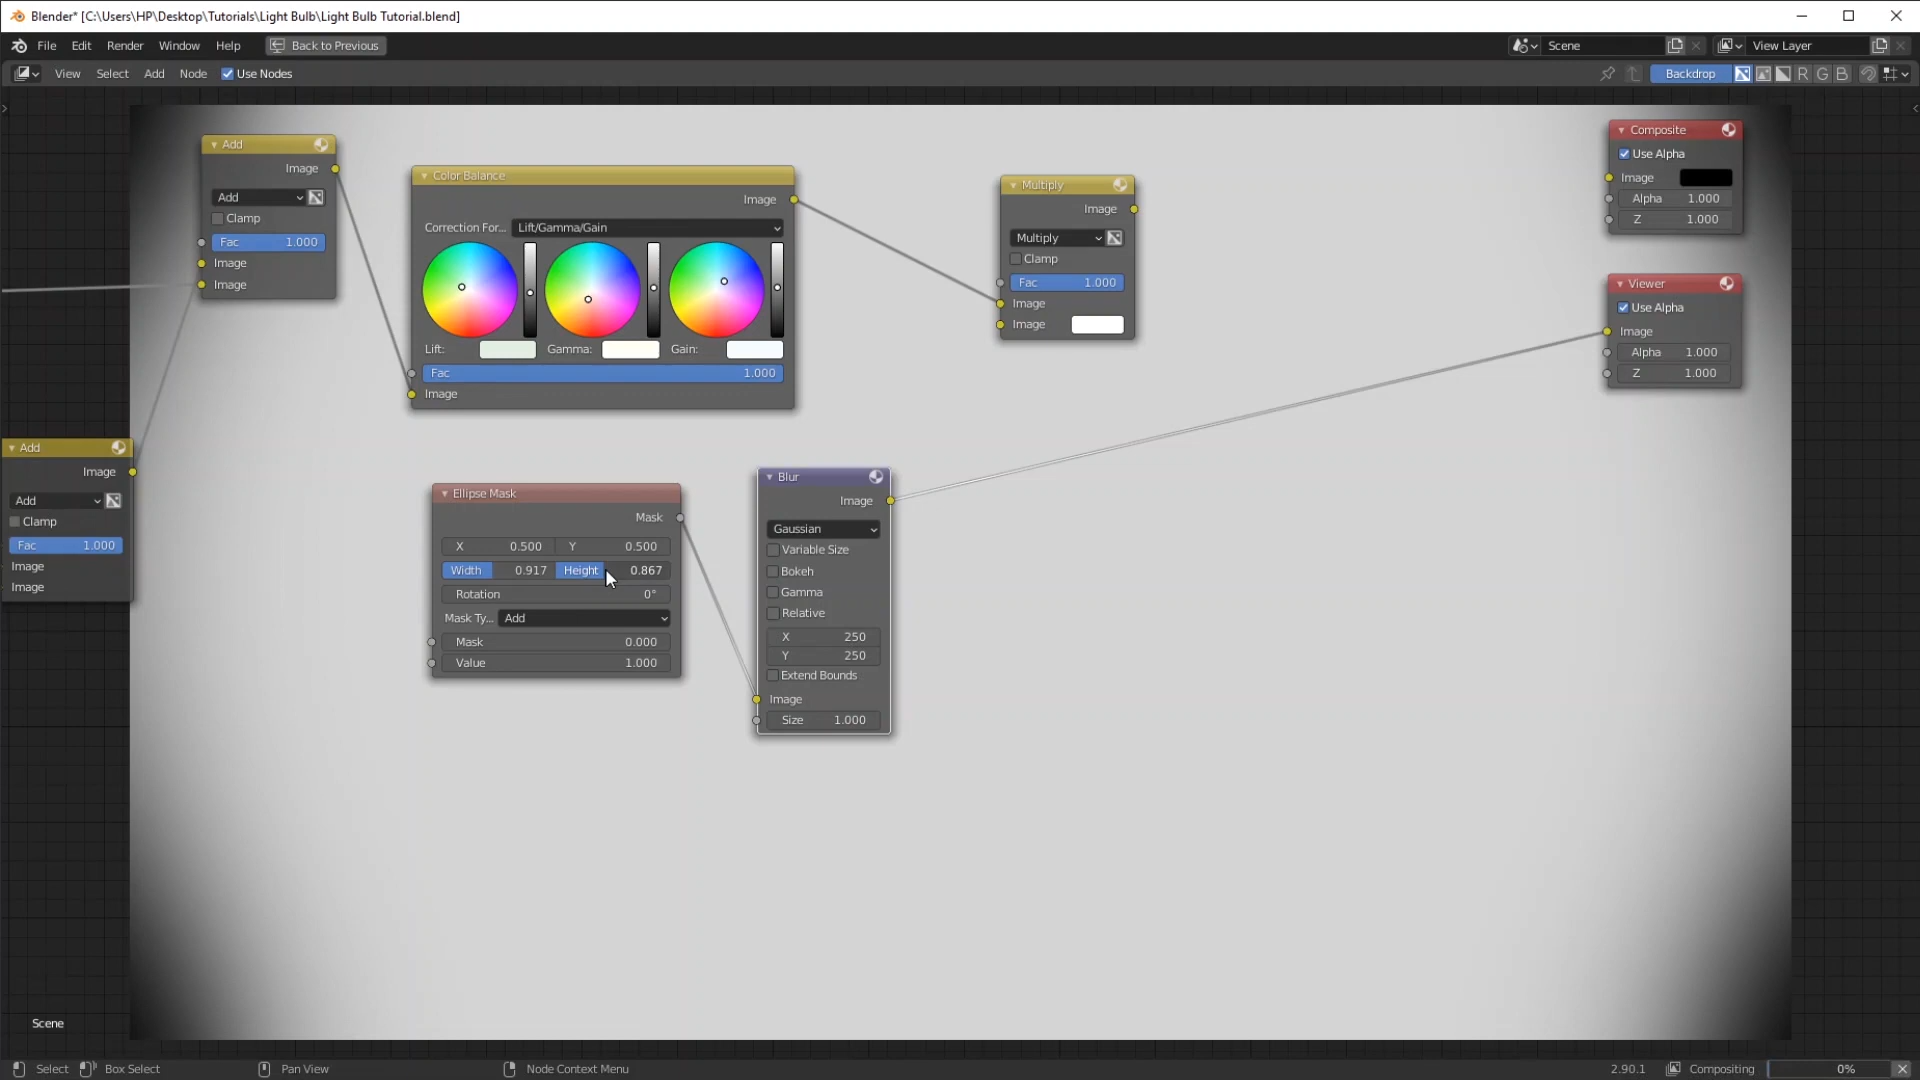 Blender* [C:\Users\HP\Desktop\Tutorials\Light Bulb\Light Bulb Tutorial.blend]
File Edit Render Window Help Back to Previous Scene View Layer
View Select Add Node Use Nodes Backdrop R G B
Add
Image
Add
Clamp
Fac 1.000
Image
Image
Color Balance
Image
Correction For... Lift/Gamma/Gain
Lift: Gamma: Gain:
Fac 1.000
Image
Multiply
Image
Multiply
Clamp
Fac 1.000
Image
Image
Composite
Use Alpha
Image
Alpha 1.000
Z 1.000
Viewer
Use Alpha
Image
Alpha 1.000
Z 1.000
Add
Image
Add
Clamp
Fac 1.000
Image
Image
Ellipse Mask
Mask
X 0.500 Y 0.500
Width 0.917 Height 0.867
Rotation 0°
Mask Ty... Add
Mask 0.000
Value 1.000
Blur
Image
Gaussian
Variable Size
Bokeh
Gamma
Relative
X 250
Y 250
Extend Bounds
Image
Size 1.000
Scene
Select Box Select Pan View Node Context Menu 2.90.1 Compositing 0%